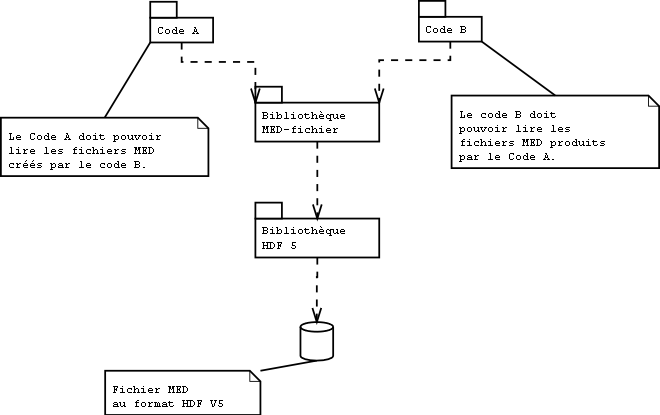 Code A
Code B
Bibliothèque
MED-fichier
Le Code A doit pouvoir
lire les fichiers MED
créés par le code B.
Le code B doit
pouvoir lire les
fichiers MED produits
par le Code A.
Bibliothèque
HDF 5
Fichier MED
au format HDF V5